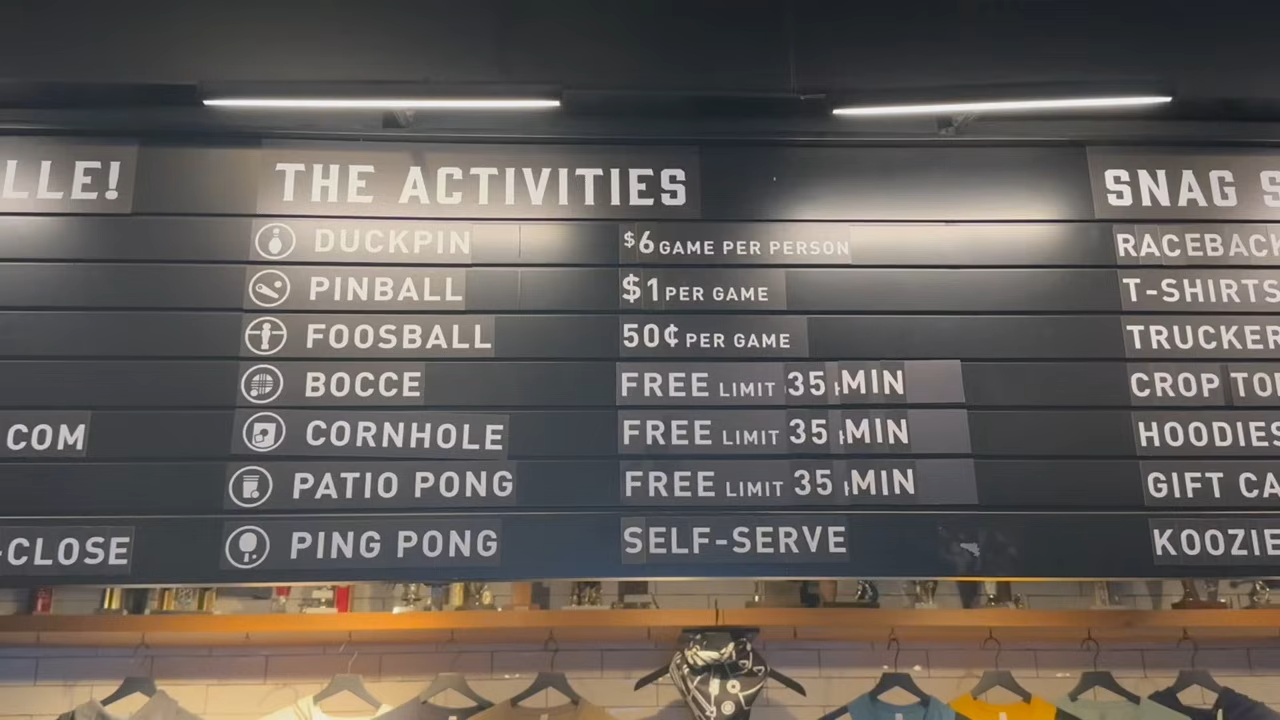 LLE!
COM
-CLOSE
THE ACTIVITIES
DUCKPIN $6 GAME PER PERSON
PINBALL $1 PER GAME
FOOSBALL 50¢ PER GAME
BOCCE FREE LIMIT 35 MIN
CORNHOLE FREE LIMIT 35 MIN
PATIO PONG FREE LIMIT 35 MIN
PING PONG SELF-SERVE
SNAG S
RACEBACK
T-SHIRTS
TRUCKER
CROP TO
HOODIES
GIFT CA
KOOZIE